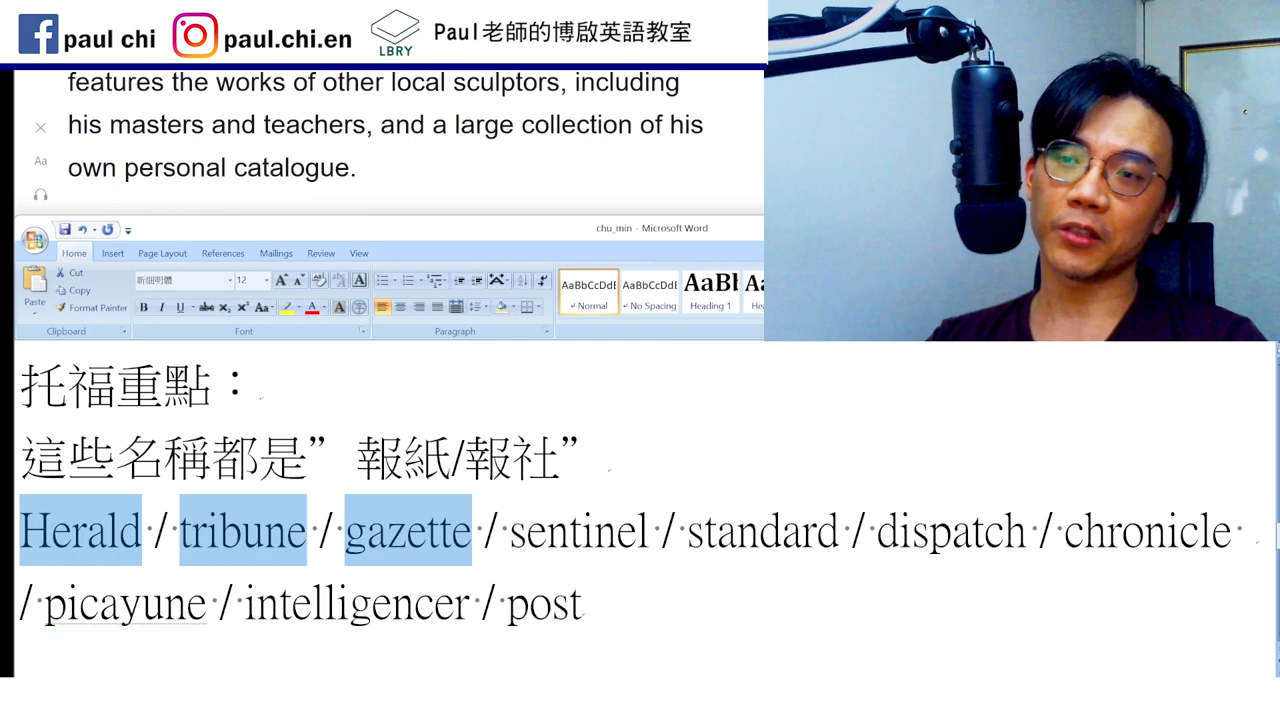 paul chi paul.chi.en LBRY Paul老師的博啟英語教室
features the works of other local sculptors, including
his masters and teachers, and a large collection of his
own personal catalogue.
Aa
chu_min - Microsoft Word
Home Insert Page Layout References Mailings Review View
Paste
Cut
Copy
Format Painter
新細明體 12
AaBbCcDdE AaBbCcDdE AaBb
Normal No Spacing Heading 1
Clipboard Font Paragraph
托福重點：
這些名稱都是”報紙/報社”
Herald / tribune / gazette / sentinel / standard / dispatch / chronicle
/ picayune / intelligencer / post